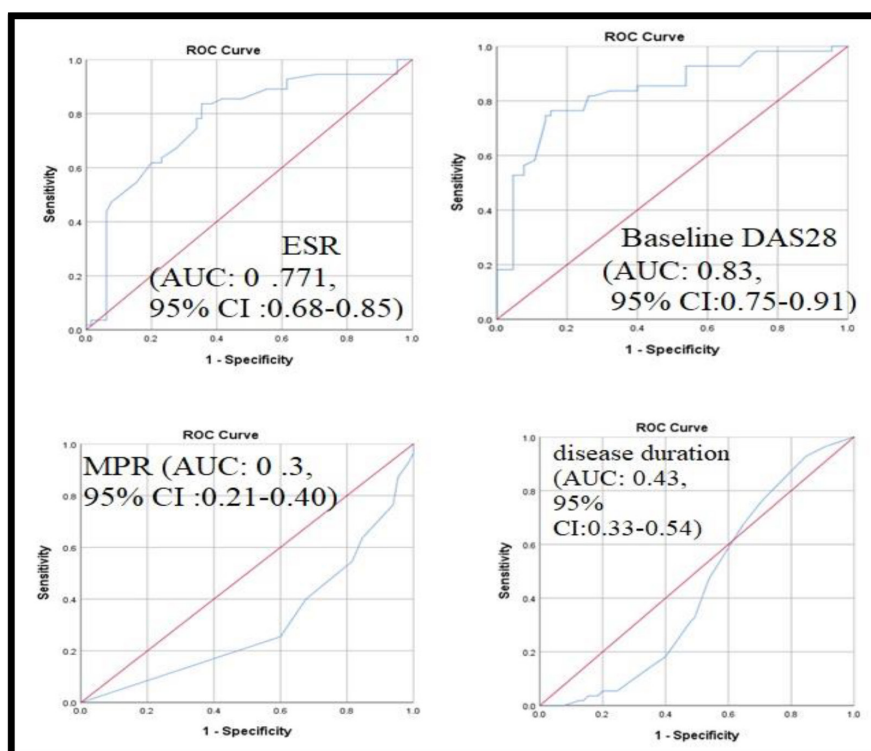 ROC Curve
1.0
0.8
0.6
0.4
0.2
0.0
Sensitivity
ESR
(AUC: 0 .771,
95% CI :0.68-0.85)
0.0 0.2 0.4 0.6 0.8 1.0
1 - Specificity
ROC Curve
1.0
0.8
0.6
0.4
0.2
0.0
Sensitivity
Baseline DAS28
(AUC: 0.83,
95% CI:0.75-0.91)
0.0 0.2 0.4 0.6 0.8 1.0
1 - Specificity
ROC Curve
1.0
0.8
0.6
0.4
0.2
0.0
Sensitivity
MPR (AUC: 0 .3,
95% CI :0.21-0.40)
0.0 0.2 0.4 0.6 0.8 1.0
1 - Specificity
ROC Curve
1.0
0.8
0.6
0.4
0.2
0.0
Sensitivity
disease duration
(AUC: 0.43,
95%
CI:0.33-0.54)
0.0 0.2 0.4 0.6 0.8 1.0
1 - Specificity